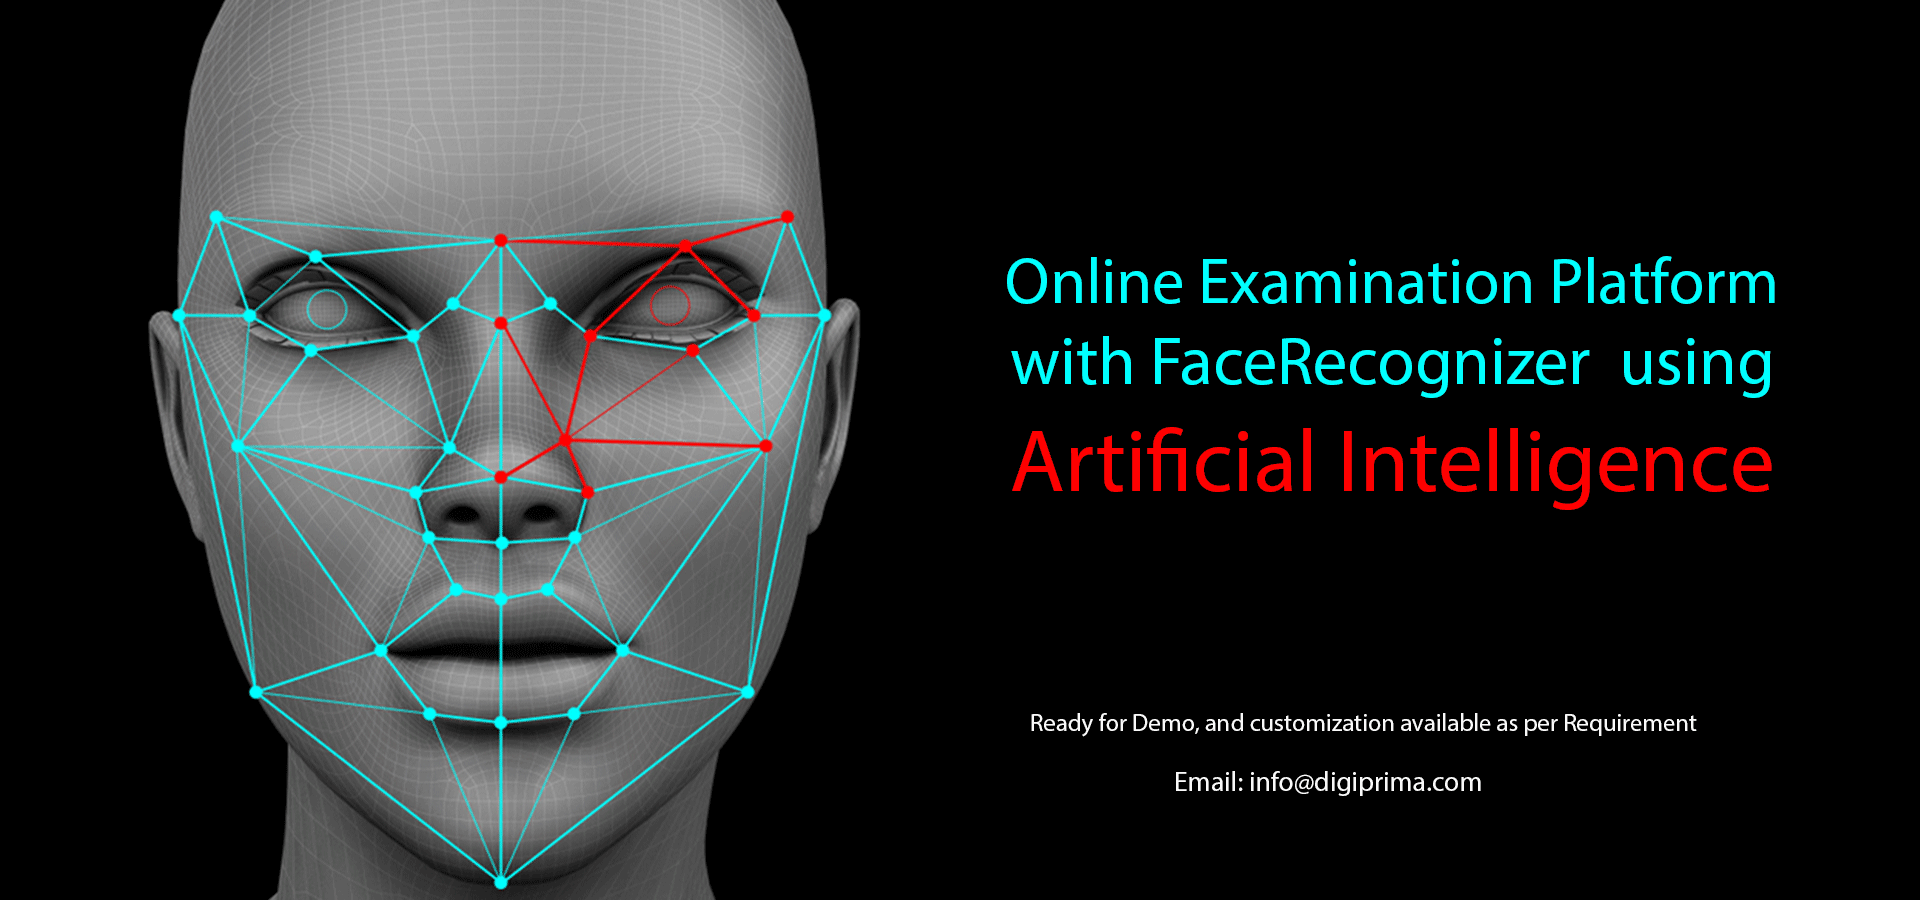 Online Examination Platform
with FaceRecognizer using
Artificial Intelligence
Ready for Demo, and customization available as per Requirement
Email: info@digiprima.com